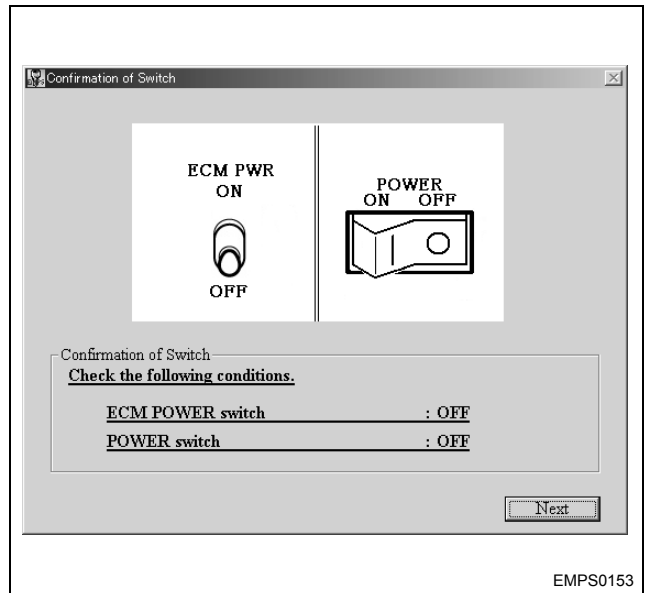 Confirmation of Switch
ECM PWR
ON
OFF
POWER
ON OFF
Confirmation of Switch
Check the following conditions.
ECM POWER switch : OFF
POWER switch : OFF
Next
EMPS0153